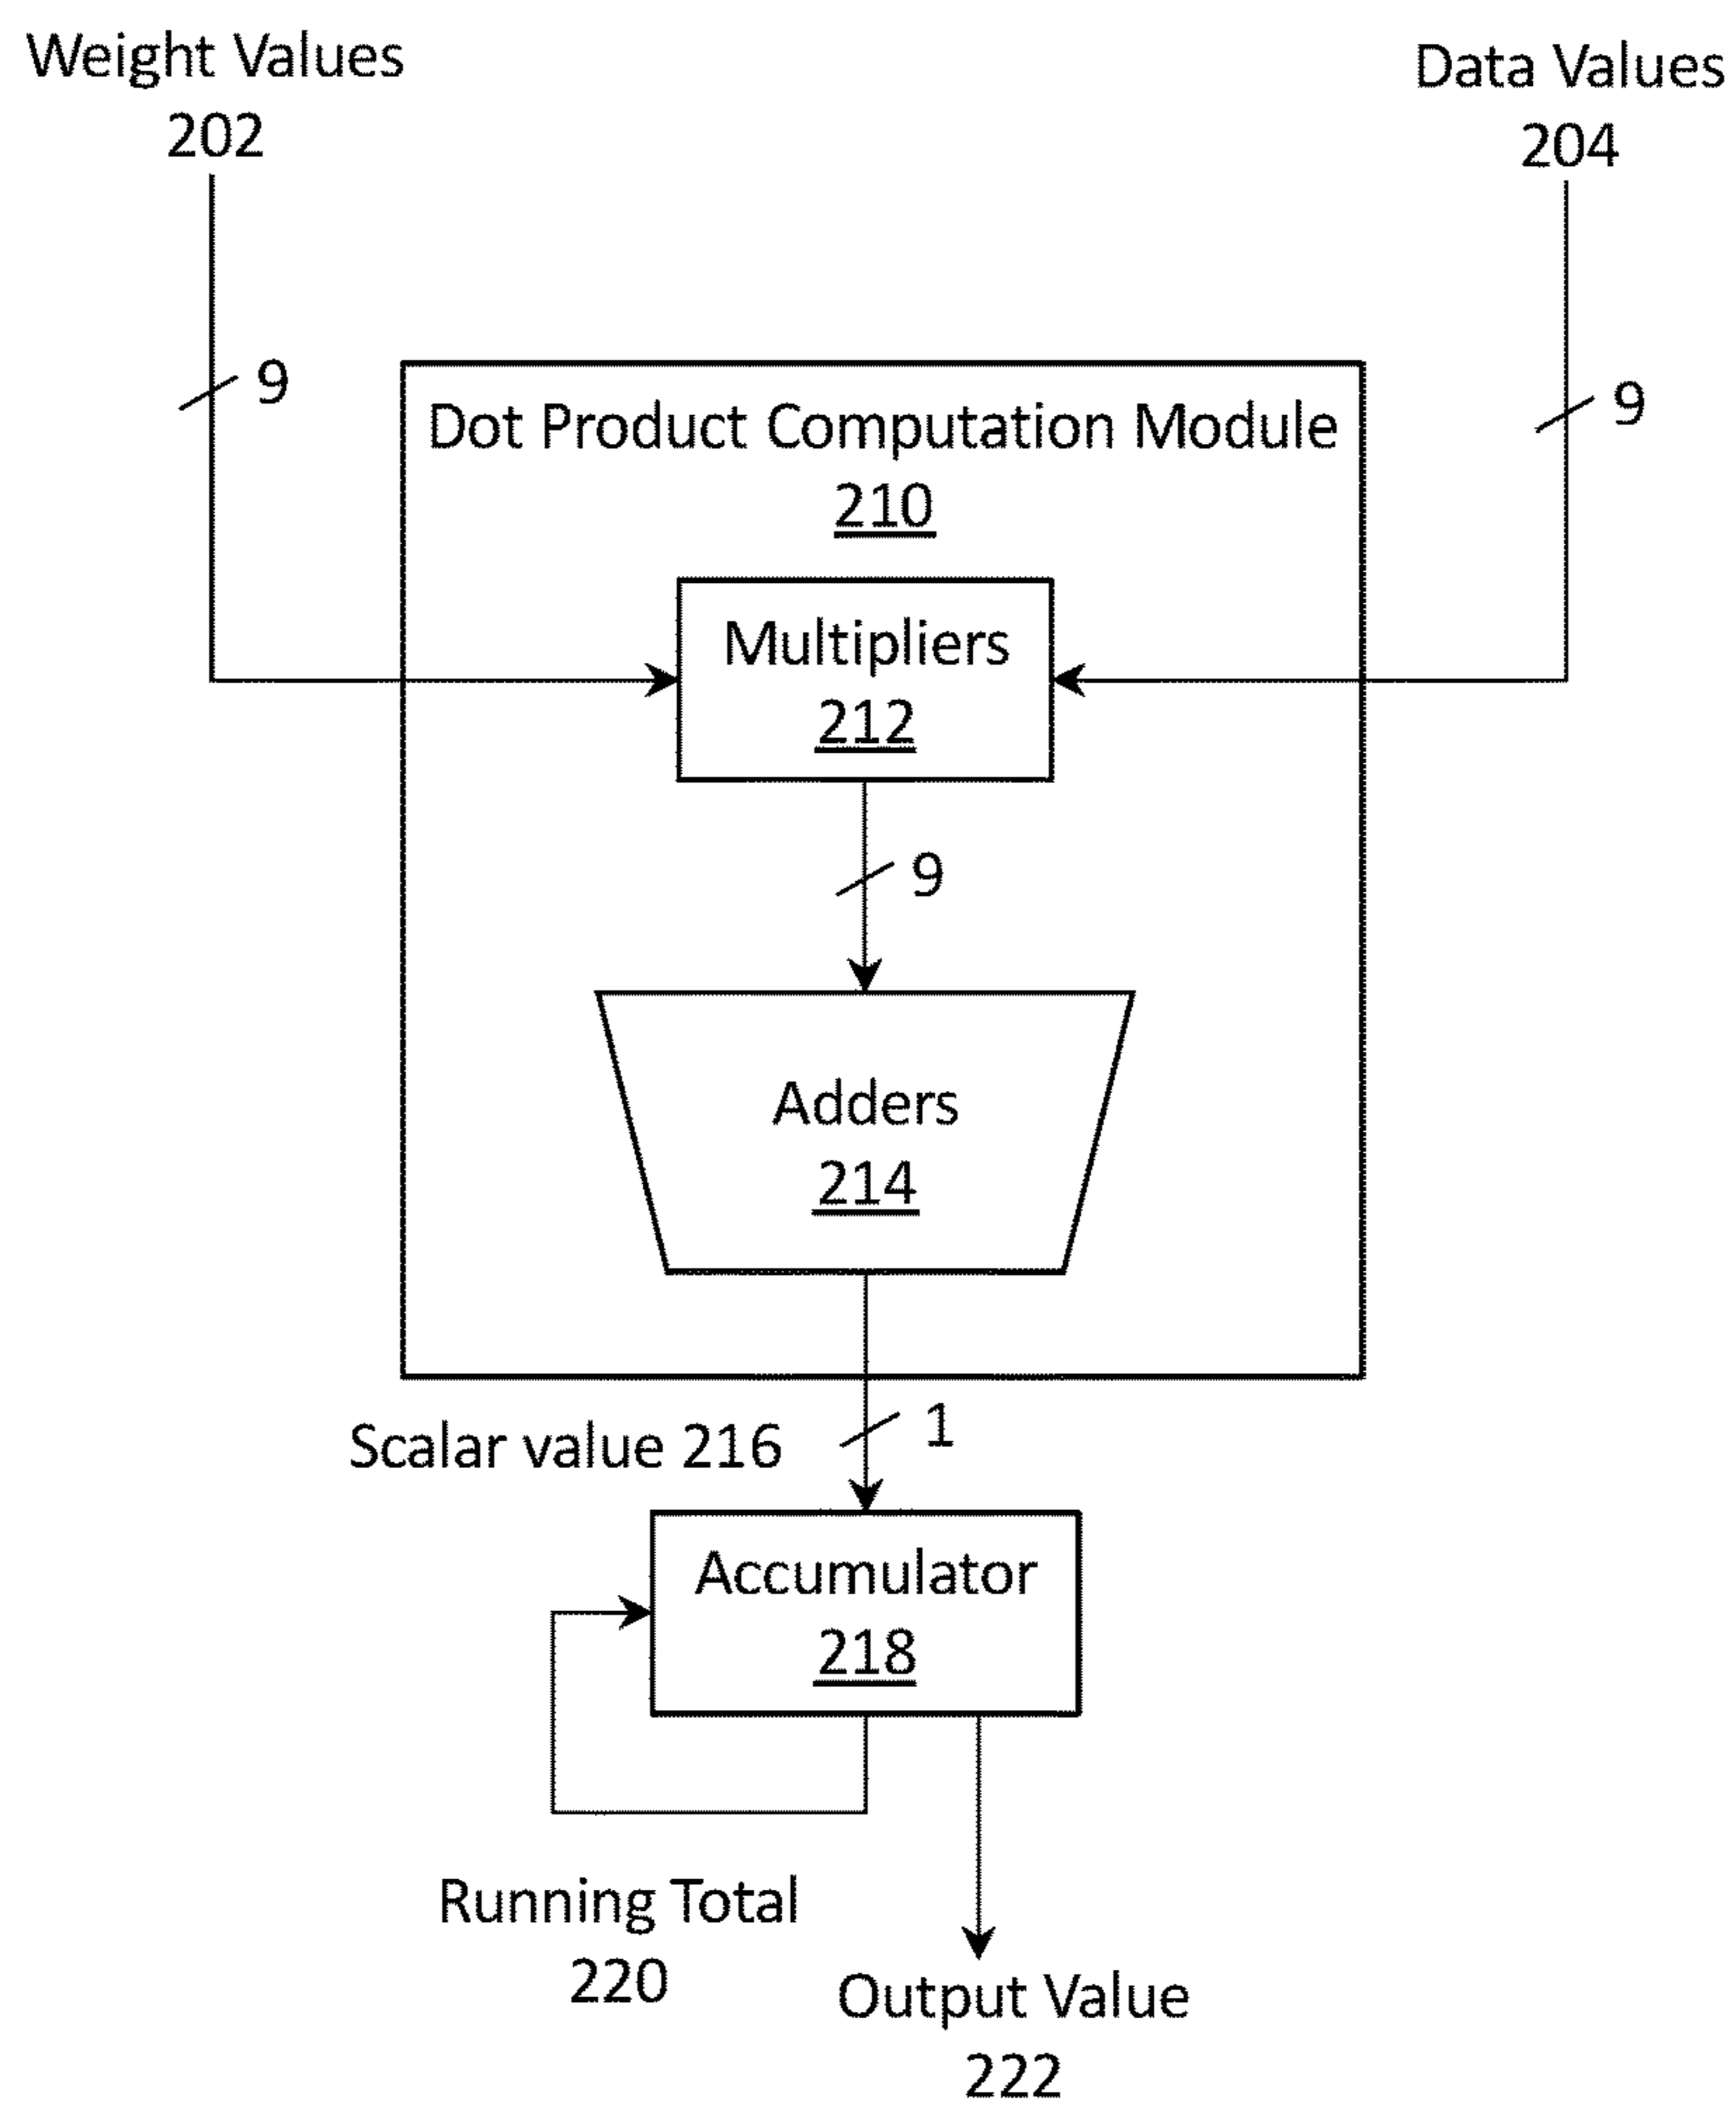 Weight Values
202
Data Values
204
9
9
Dot Product Computation Module
210
Multipliers
212
9
Adders
214
Scalar value 216
1
Accumulator
218
Running Total
220
Output Value
222